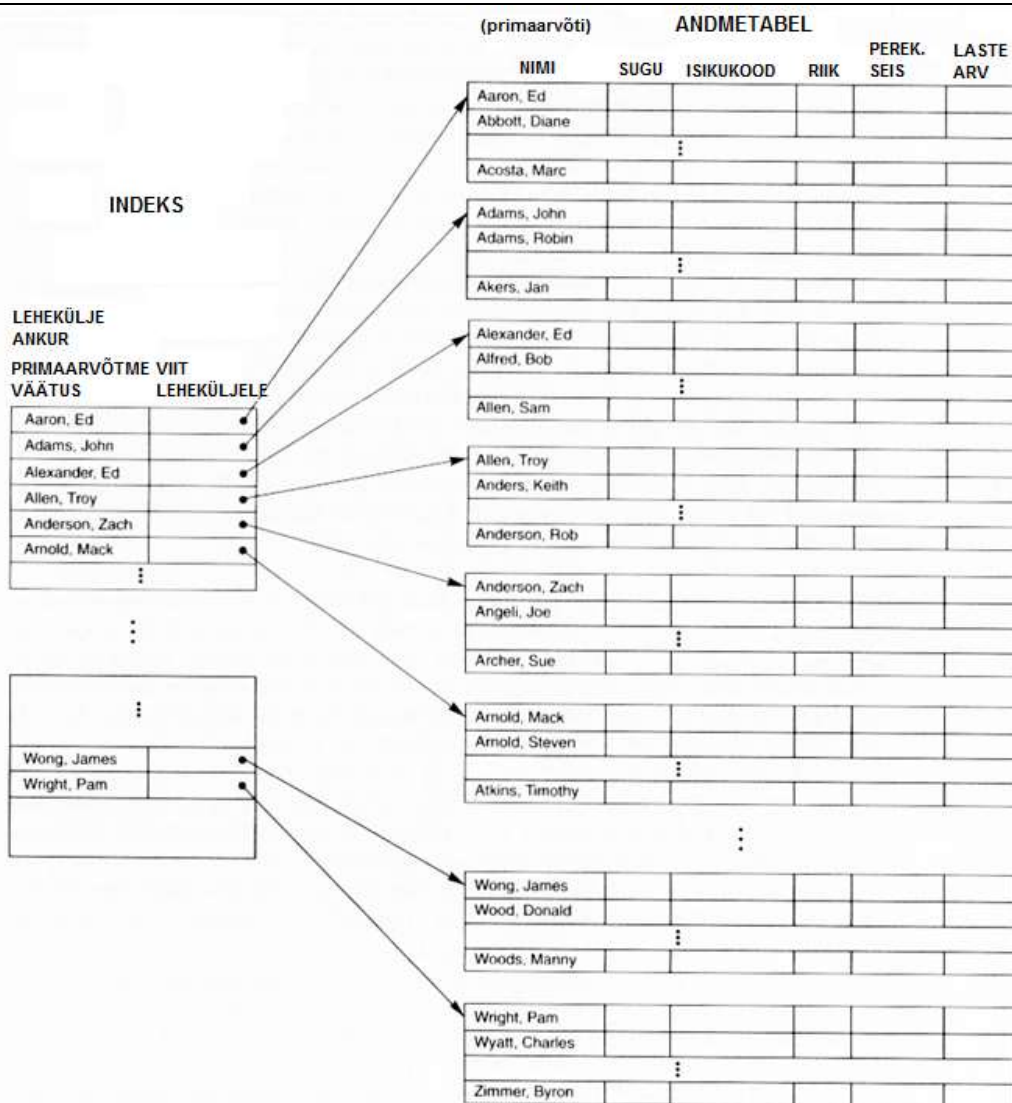 (primaarvõti) ANDMETABEL
NIMI SUGU ISIKUKOOD RIIK PEREK. SEIS LASTE ARV
Aaron, Ed
Abbott, Diane
Acosta, Marc
INDEKS
Adams, John
Adams, Robin
Akers, Jan
LEHEKÜLJE
ANKUR
PRIMAARVÕTME VIIT
VÄÄTUS LEHEKÜLJELE
Aaron, Ed
Adams, John
Alexander, Ed
Allen, Troy
Anderson, Zach
Arnold, Mack
Wong, James
Wright, Pam
Alexander, Ed
Alfred, Bob
Allen, Sam
Allen, Troy
Anders, Keith
Anderson, Rob
Anderson, Zach
Angeli, Joe
Archer, Sue
Arnold, Mack
Arnold, Steven
Atkins, Timothy
Wong, James
Wood, Donald
Woods, Manny
Wright, Pam
Wyatt, Charles
Zimmer, Byron